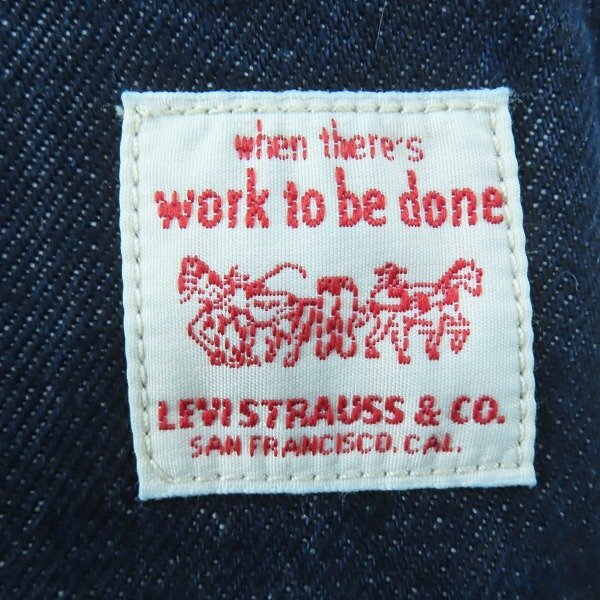 when there's
work to be done
LEVI STRAUSS & CO.
SAN FRANCISCO, CAL.